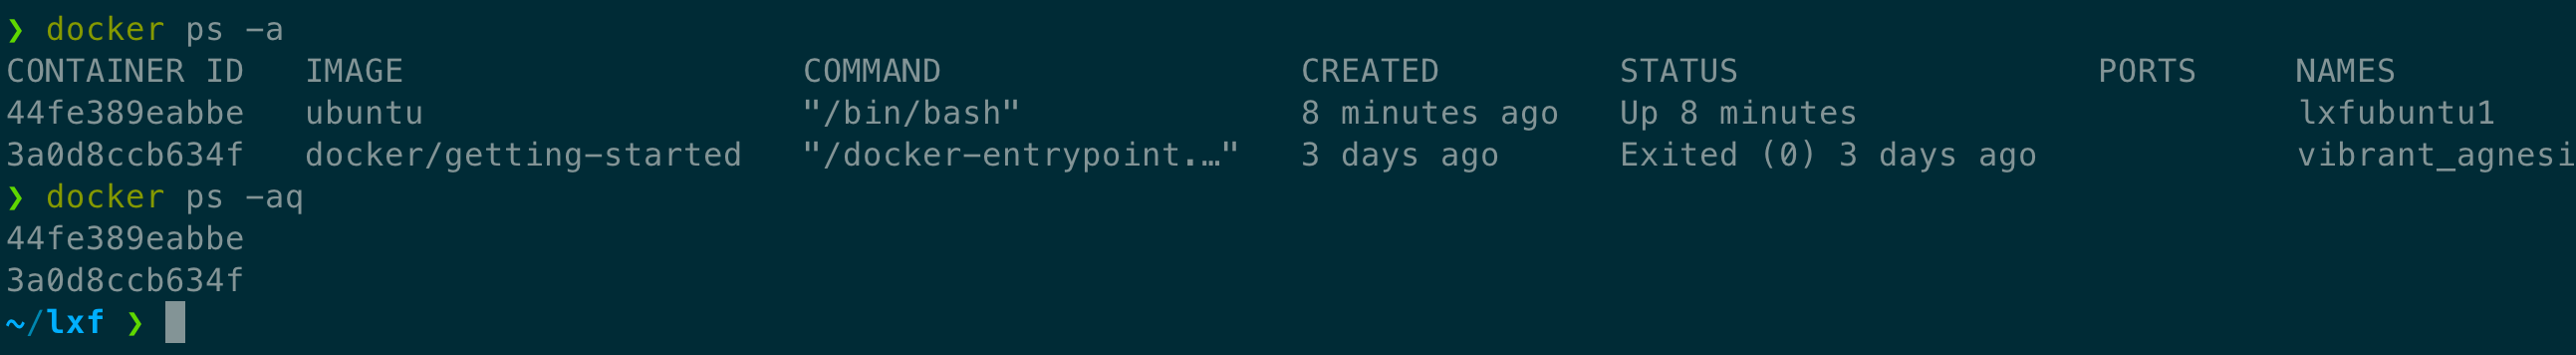 ❯ docker ps -a
CONTAINER ID   IMAGE                    COMMAND                  CREATED         STATUS                  PORTS     NAMES
44fe389eabbe   ubuntu                   "/bin/bash"              8 minutes ago   Up 8 minutes                      lxfubuntu1
3a0d8ccb634f   docker/getting-started   "/docker-entrypoint.…"   3 days ago      Exited (0) 3 days ago             vibrant_agnesi
❯ docker ps -aq
44fe389eabbe
3a0d8ccb634f
~/lxf ❯